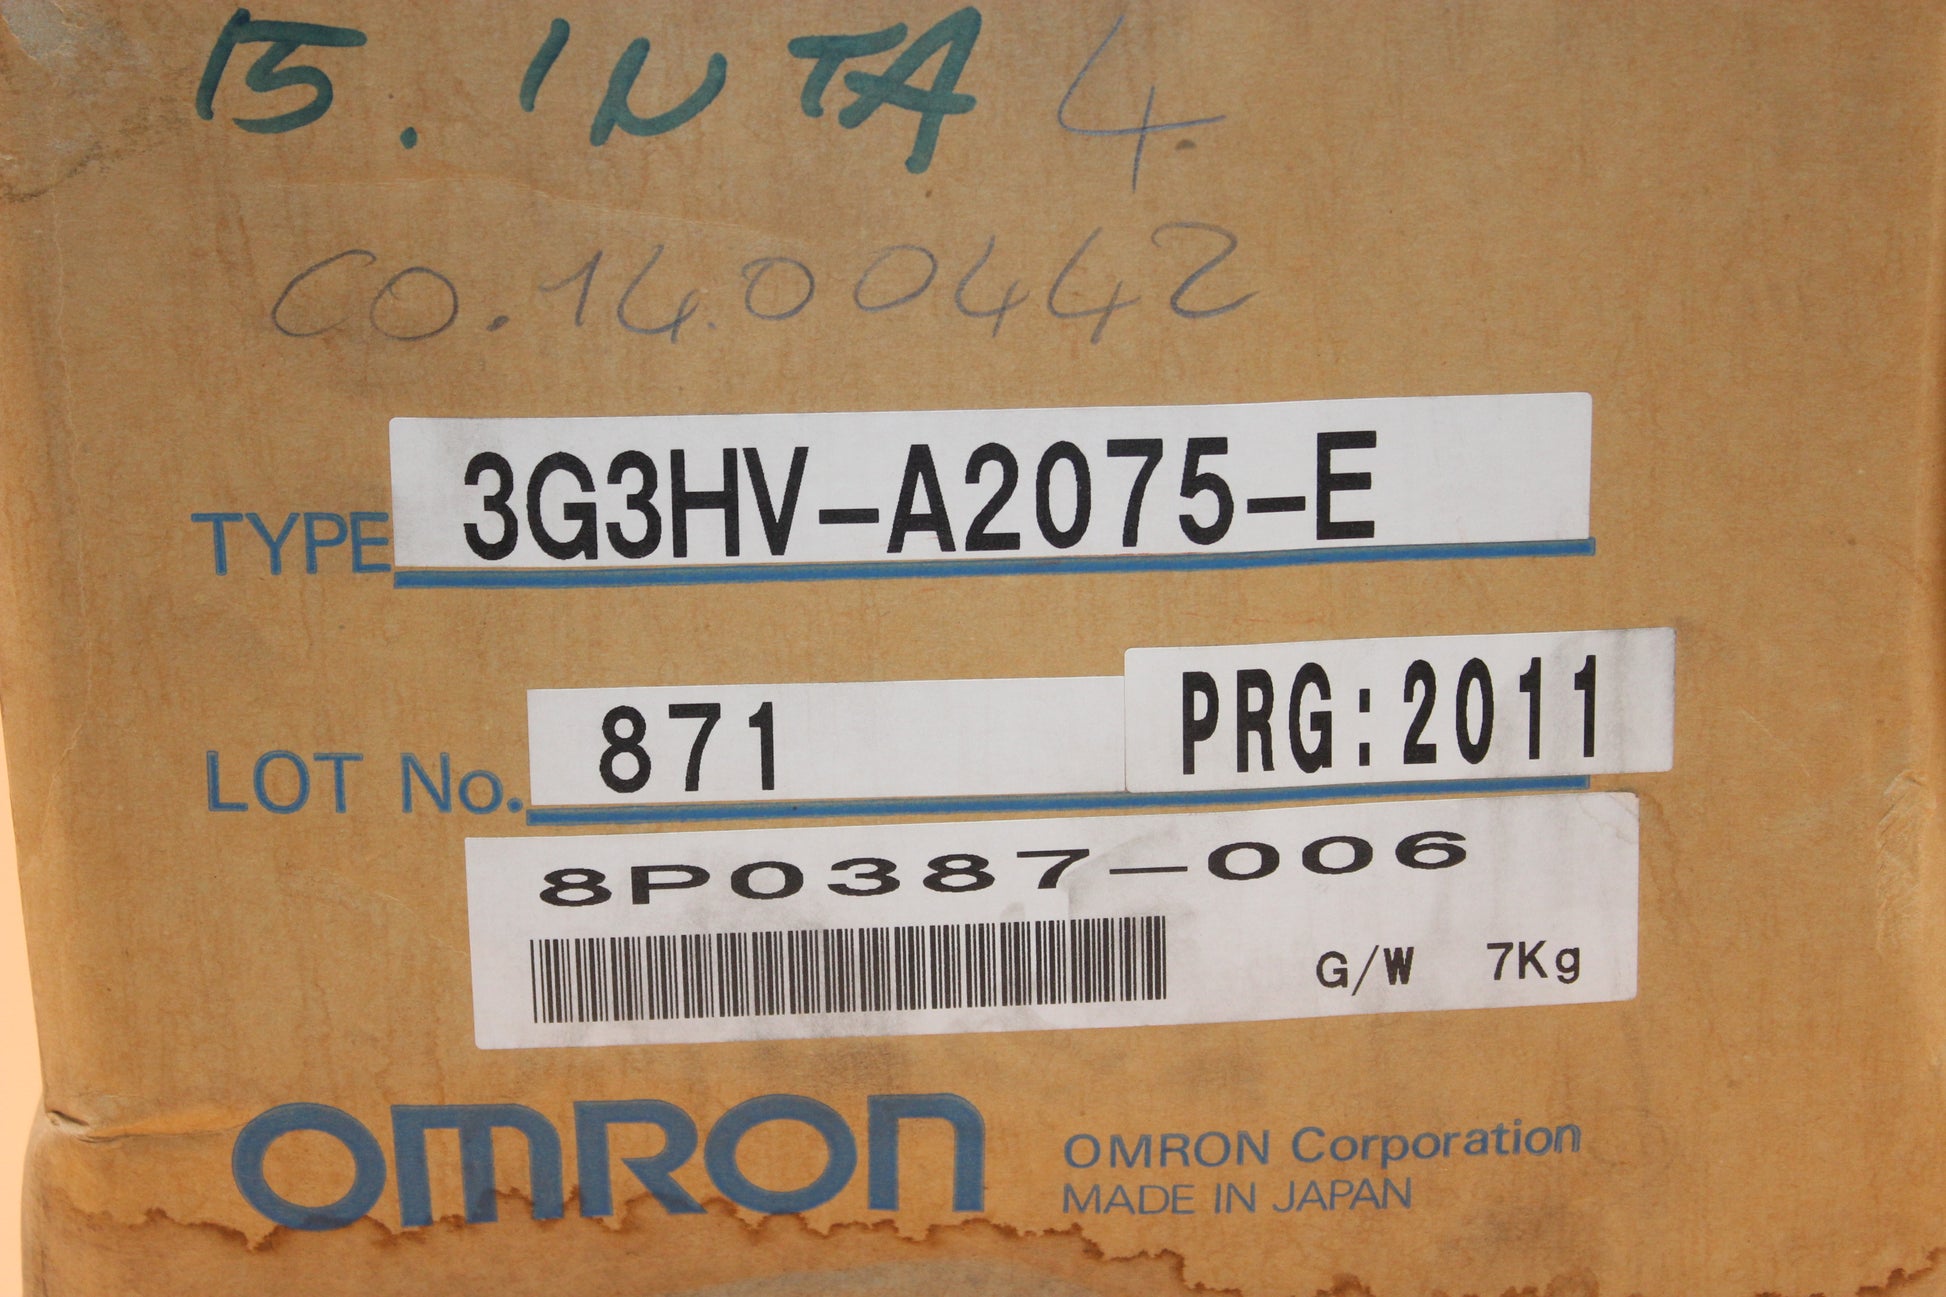 15. INTA 4.
CO.14.00442
TYPE 3G3HV-A2075-E
LOT No. 871 PRG:2011
8P0387-006
G/W 7Kg
OMRON
OMRON Corporation
MADE IN JAPAN